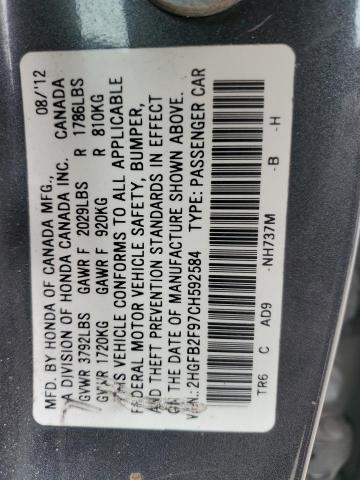 MFD. BY HONDA OF CANADA MFG., 08/'12
A DIVISION OF HONDA CANADA INC. CANADA
GVWR 3792LBS GAWR F 2029LBS R 1786LBS
GVWR 1720KG GAWR F 920KG R 810KG
THIS VEHICLE CONFORMS TO ALL APPLICABLE
FEDERAL MOTOR VEHICLE SAFETY, BUMPER,
AND THEFT PREVENTION STANDARDS IN EFFECT
ON THE DATE OF MANUFACTURE SHOWN ABOVE.
2HGFB2F97CH592584 TYPE: PASSENGER CAR
TR6 C AD9 -NH737M -B -H